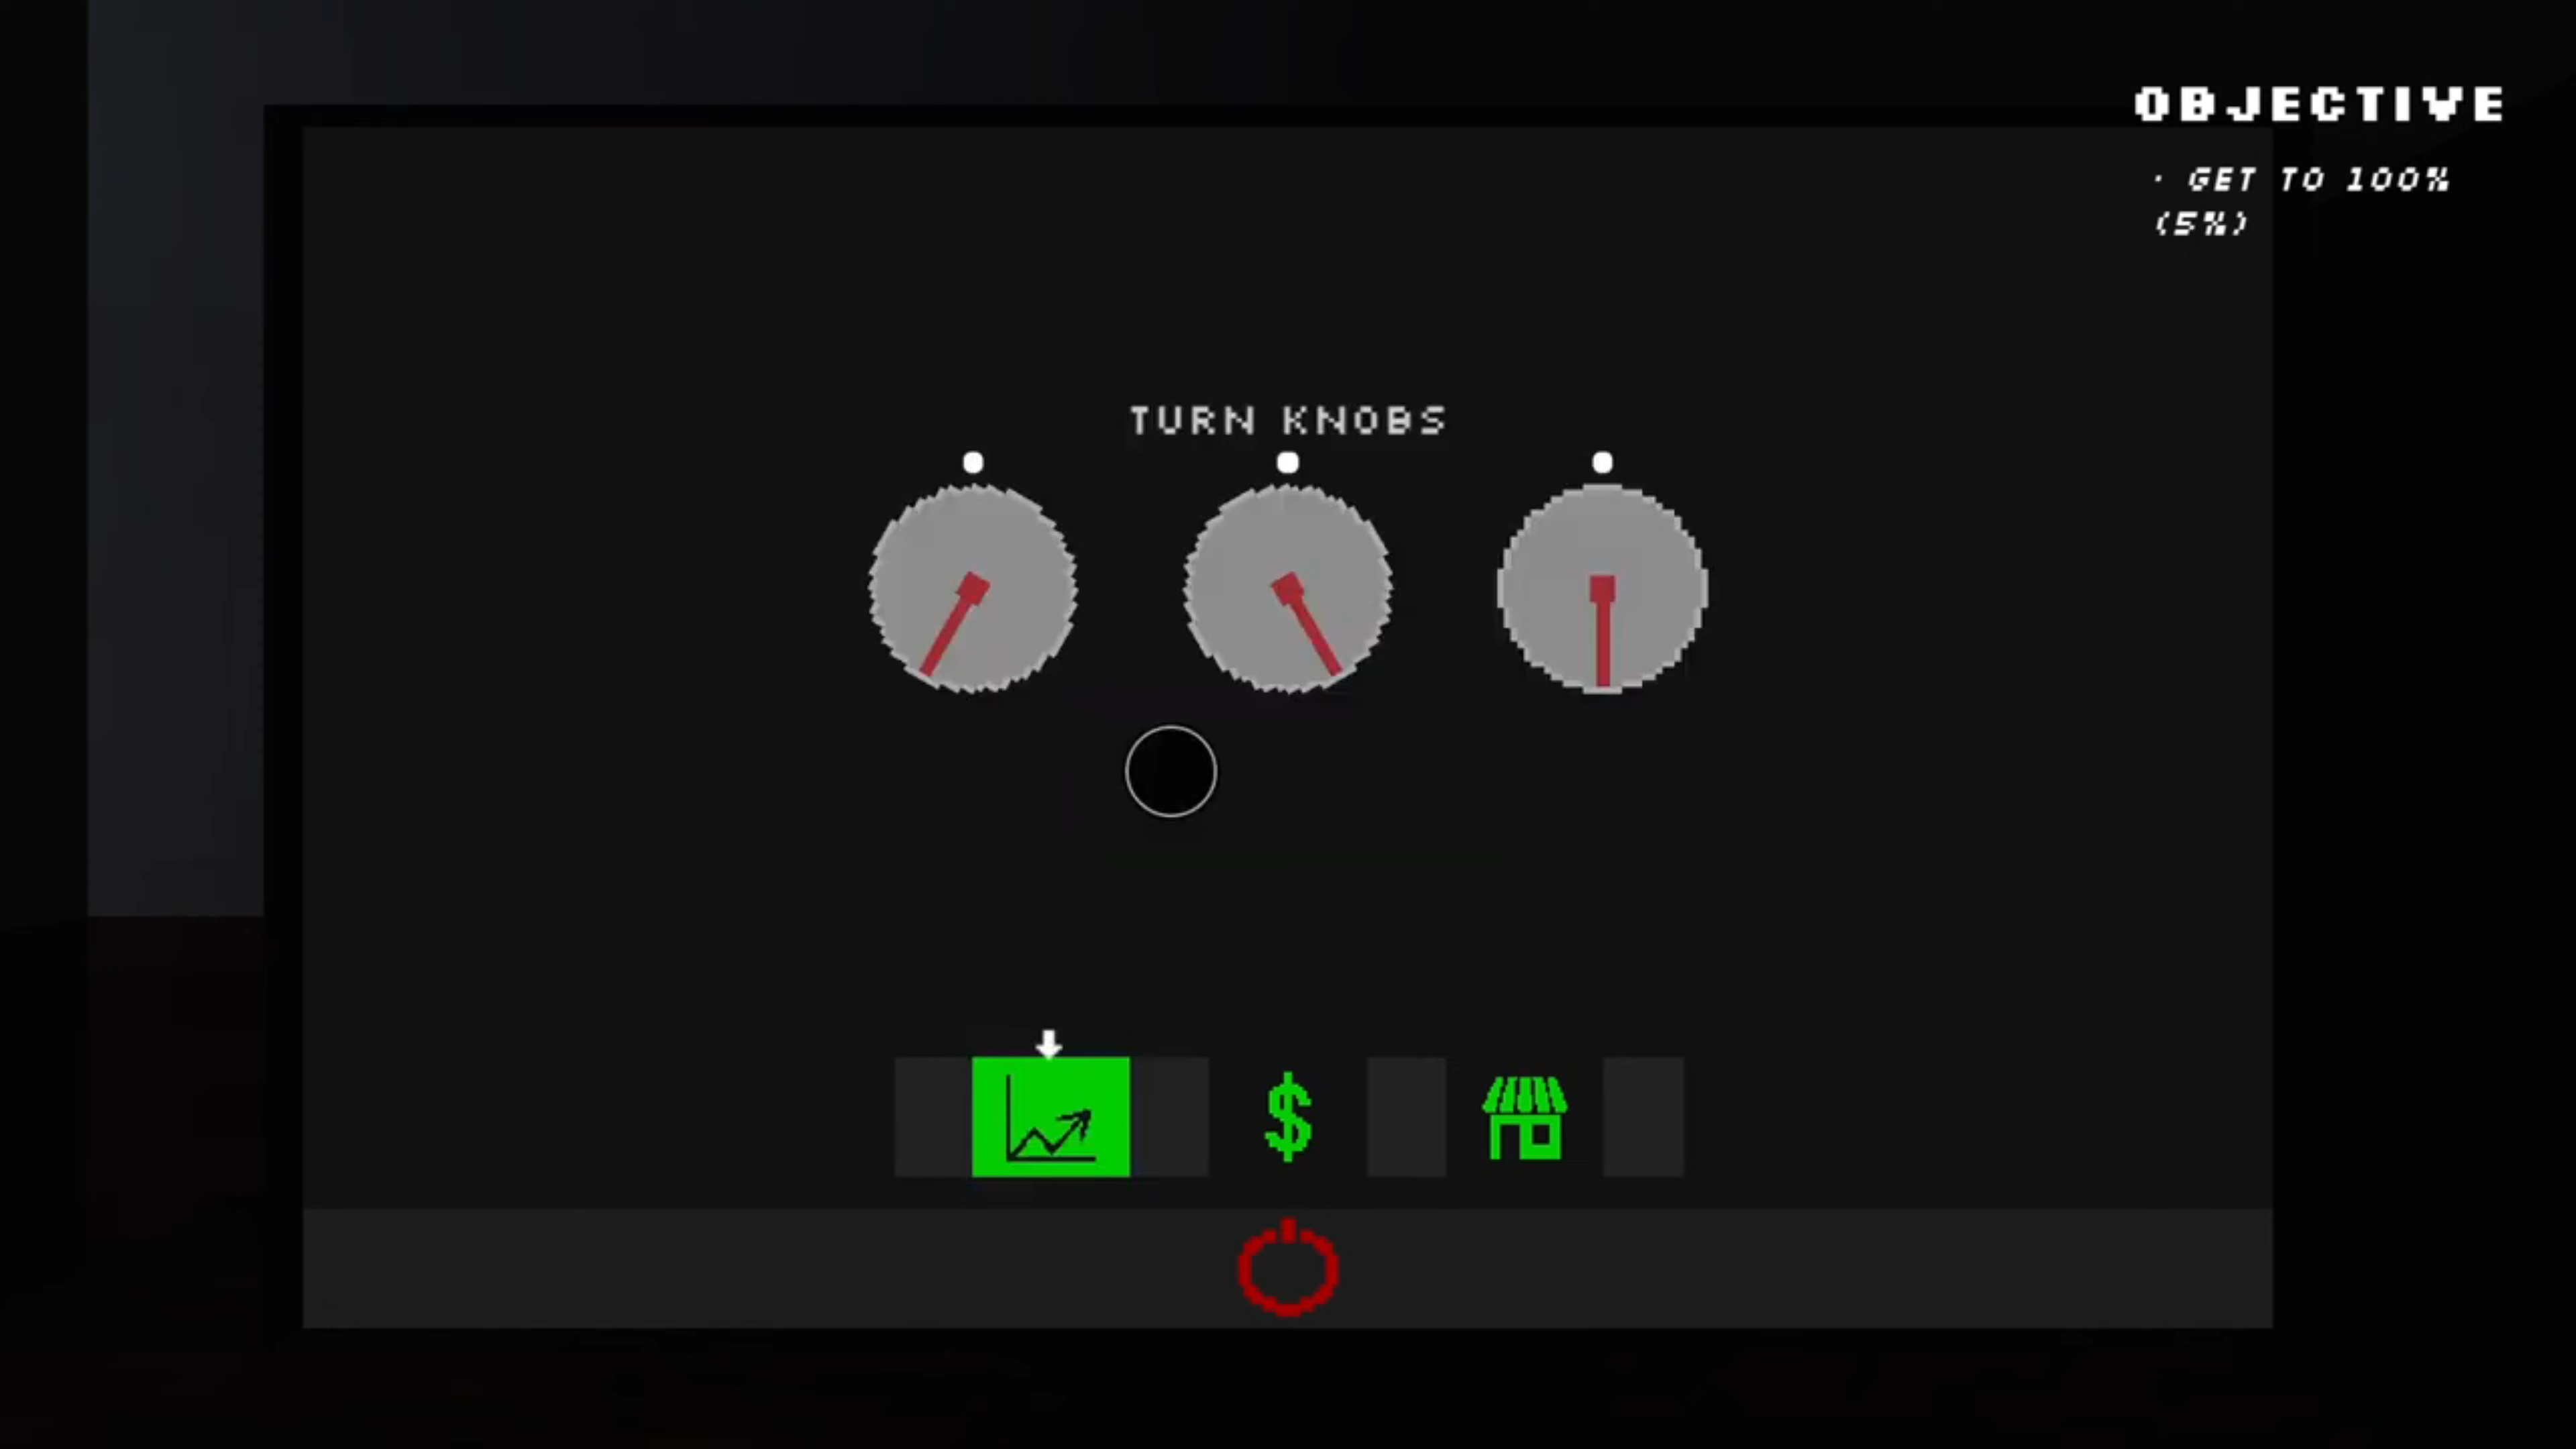 OBJECTIVE
· GET TO 100%
(5%)
TURN KNOBS
$